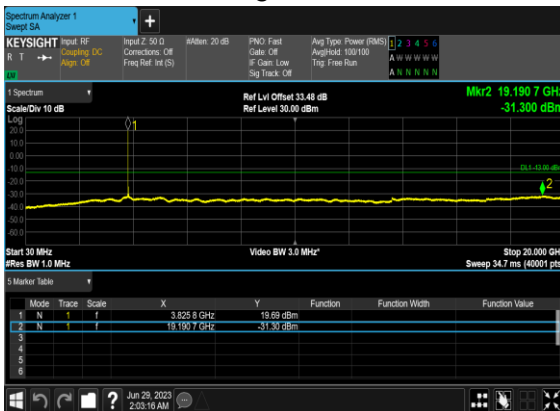 Spectrum Analyzer 1
Swept SA
KEYSIGHT
R T
LV
Input: RF
Coupling: DC
Align: Off
Input Z: 50 Ω
Corrections: Off
Freq Ref: Int (S)
#Atten: 20 dB
PNO: Fast
Gate: Off
IF Gain: Low
Sig Track: Off
Avg Type: Power (RMS)
Avg|Hold: 100/100
Trig: Free Run
1 2 3 4 5 6
A W W W W W
A N N N N N
1 Spectrum
Scale/Div 10 dB
Ref Lvl Offset 33.48 dB
Ref Level 30.00 dBm
Mkr2 19.190 7 GHz
-31.300 dBm
Log
20.0
10.0
0.00
-10.0
-20.0
-30.0
-40.0
-50.0
-60.0
1
DL1 -13.00 dBm
2
Start 30 MHz
#Res BW 1.0 MHz
Video BW 3.0 MHz*
Stop 20.000 GH
Sweep 34.7 ms (40001 pts
5 Marker Table
Mode Trace Scale X Y Function Function Width Function Value
1 N 1 f 3.825 8 GHz 19.69 dBm
2 N 1 f 19.190 7 GHz -31.30 dBm
3
4
5
6
?
Jun 29, 2023
2:03:16 AM